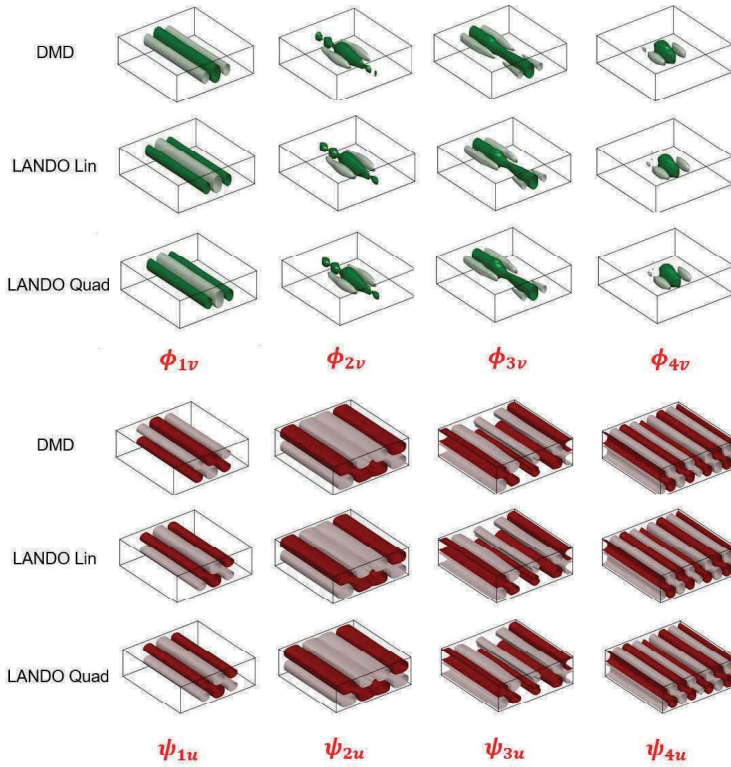 DMD
LANDO Lin
LANDO Quad
ϕ1v ϕ2v ϕ3v ϕ4v
DMD
LANDO Lin
LANDO Quad
ψ1u ψ2u ψ3u ψ4u